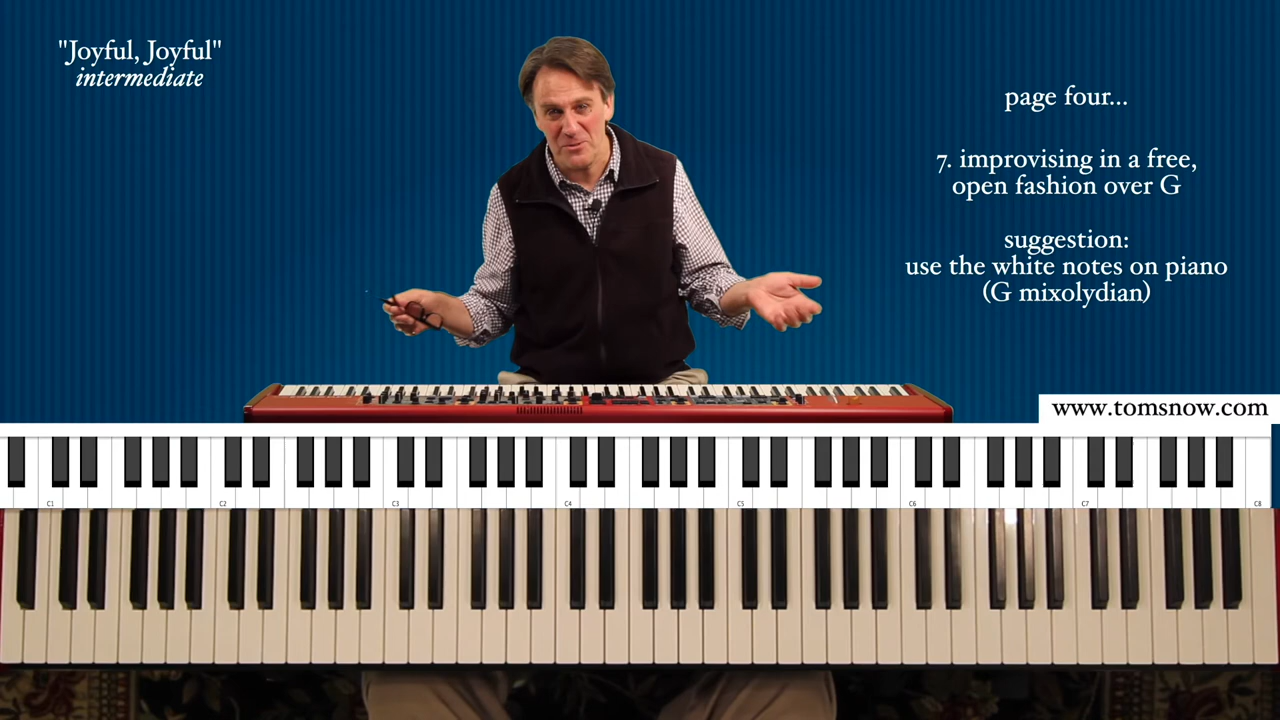 "Joyful, Joyful"
intermediate
page four...
7. improvising in a free,
open fashion over G
suggestion:
use the white notes on piano
(G mixolydian)
www.tomsnow.com
C1 C2 C3 C4 C5 C6 C7 C8